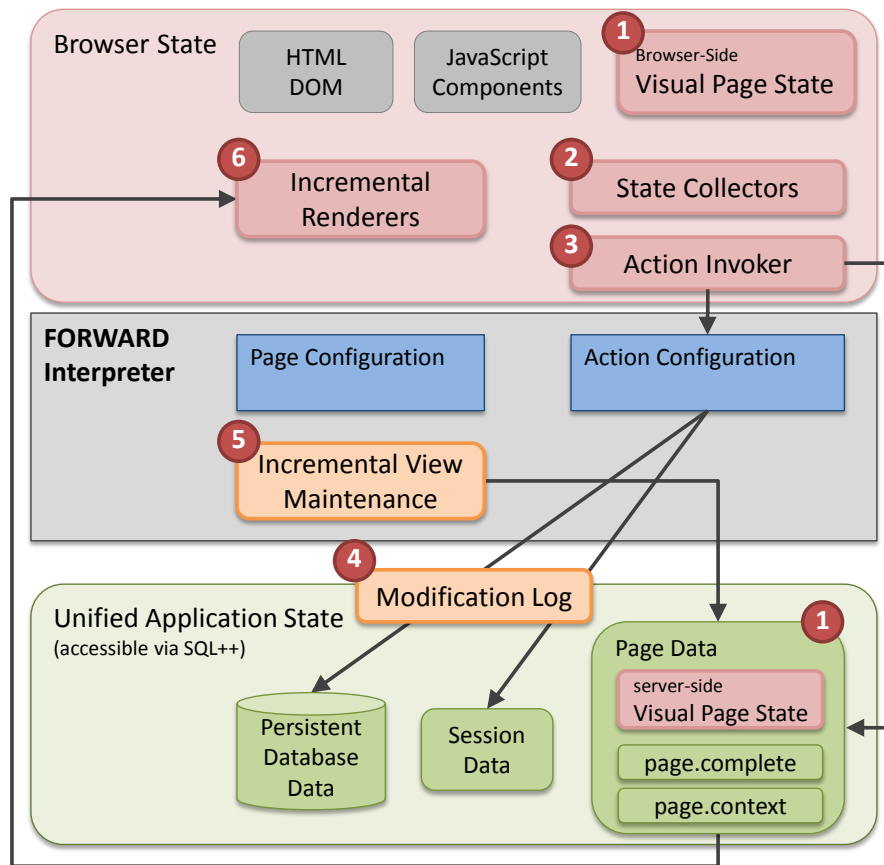 Browser State
HTML
DOM
JavaScript
Components
1
Browser-Side
Visual Page State
6
Incremental
Renderers
2
State Collectors
3
Action Invoker
FORWARD
Interpreter
Page Configuration
Action Configuration
5
Incremental View
Maintenance
4
Modification Log
Unified Application State
(accessible via SQL++)
1
Page Data
server-side
Visual Page State
Persistent
Database
Data
Session
Data
page.complete
page.context